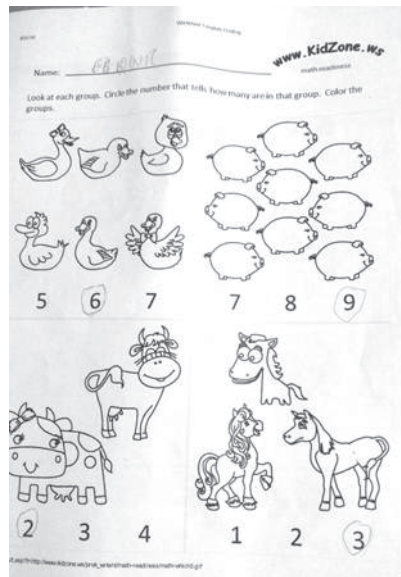 www.KidZone.ws
math readiness
Name:
Look at each group. Circle the number that tells how many are in that group. Color the
groups.
5 6 7
7 8 9
2 3 4
1 2 3